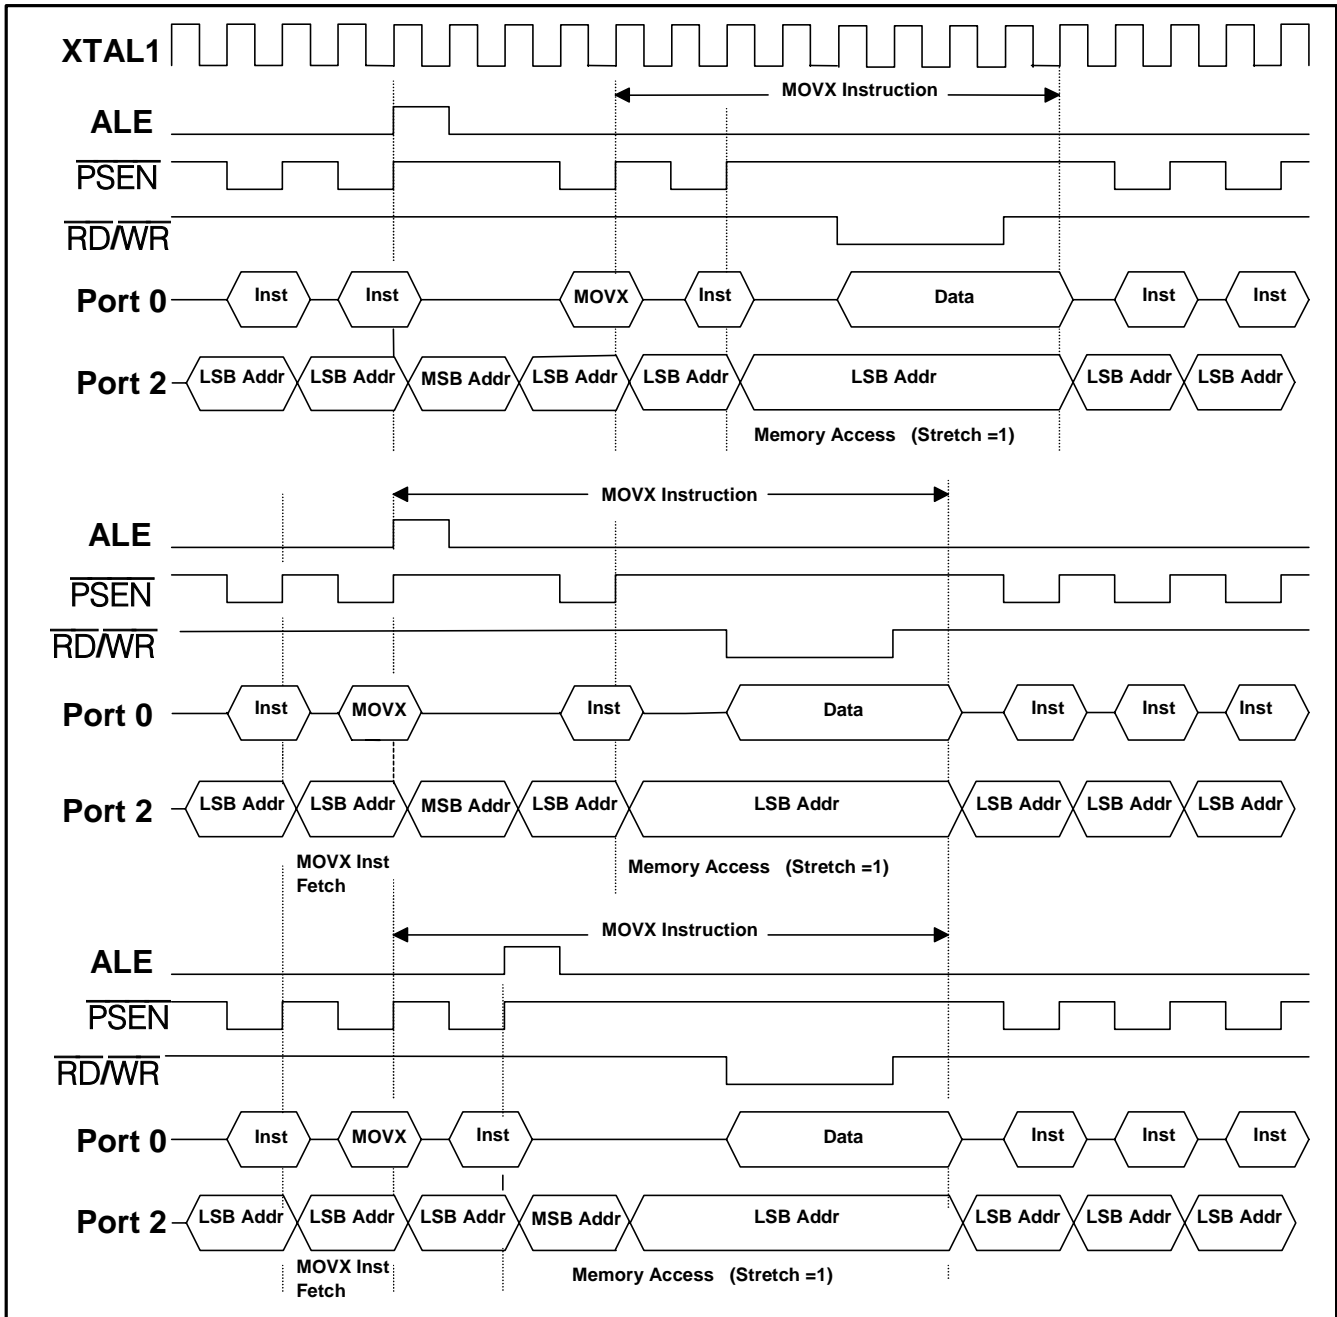 XTAL1
MOVX Instruction
ALE
PSEN
RD/WR
Port 0 Inst Inst MOVX Inst Data Inst Inst
Port 2 LSB Addr LSB Addr MSB Addr LSB Addr LSB Addr LSB Addr LSB Addr LSB Addr
Memory Access (Stretch =1)
MOVX Instruction
ALE
PSEN
RD/WR
Port 0 Inst MOVX Inst Data Inst Inst Inst
Port 2 LSB Addr LSB Addr MSB Addr LSB Addr LSB Addr LSB Addr LSB Addr LSB Addr
MOVX Inst
Fetch
Memory Access (Stretch =1)
MOVX Instruction
ALE
PSEN
RD/WR
Port 0 Inst MOVX Inst Data Inst Inst Inst
Port 2 LSB Addr LSB Addr LSB Addr MSB Addr LSB Addr LSB Addr LSB Addr LSB Addr
MOVX Inst
Fetch
Memory Access (Stretch =1)